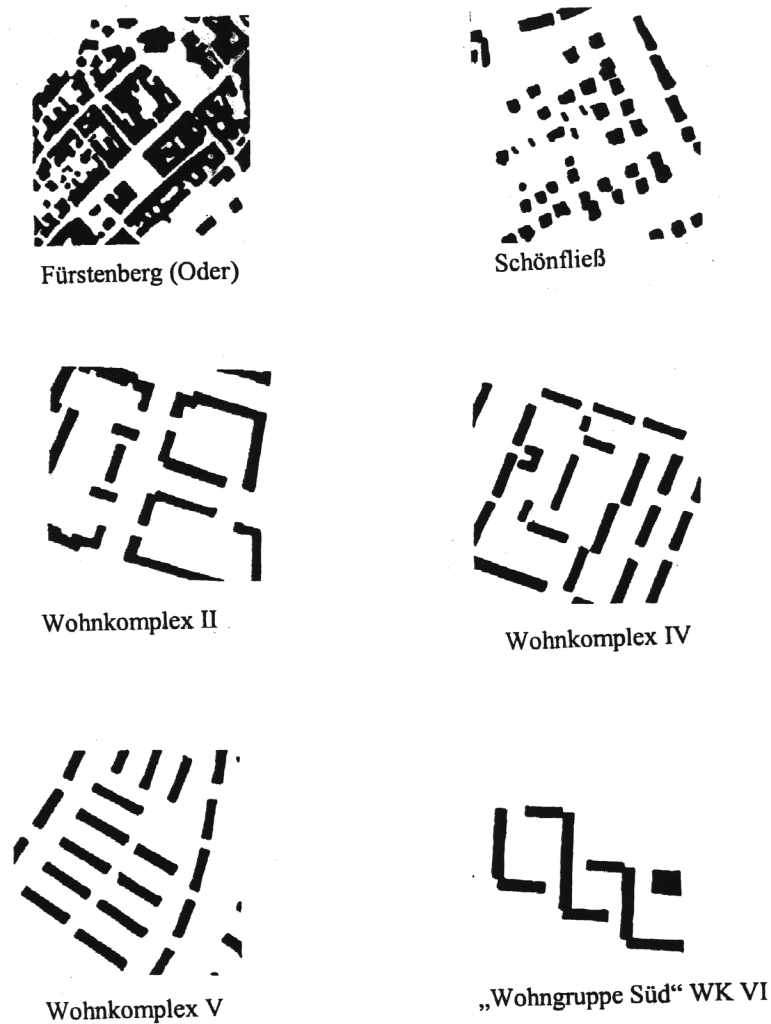 Fürstenberg (Oder)
Schönfließ
Wohnkomplex II
Wohnkomplex IV
Wohnkomplex V
„Wohngruppe Süd“ WK VI